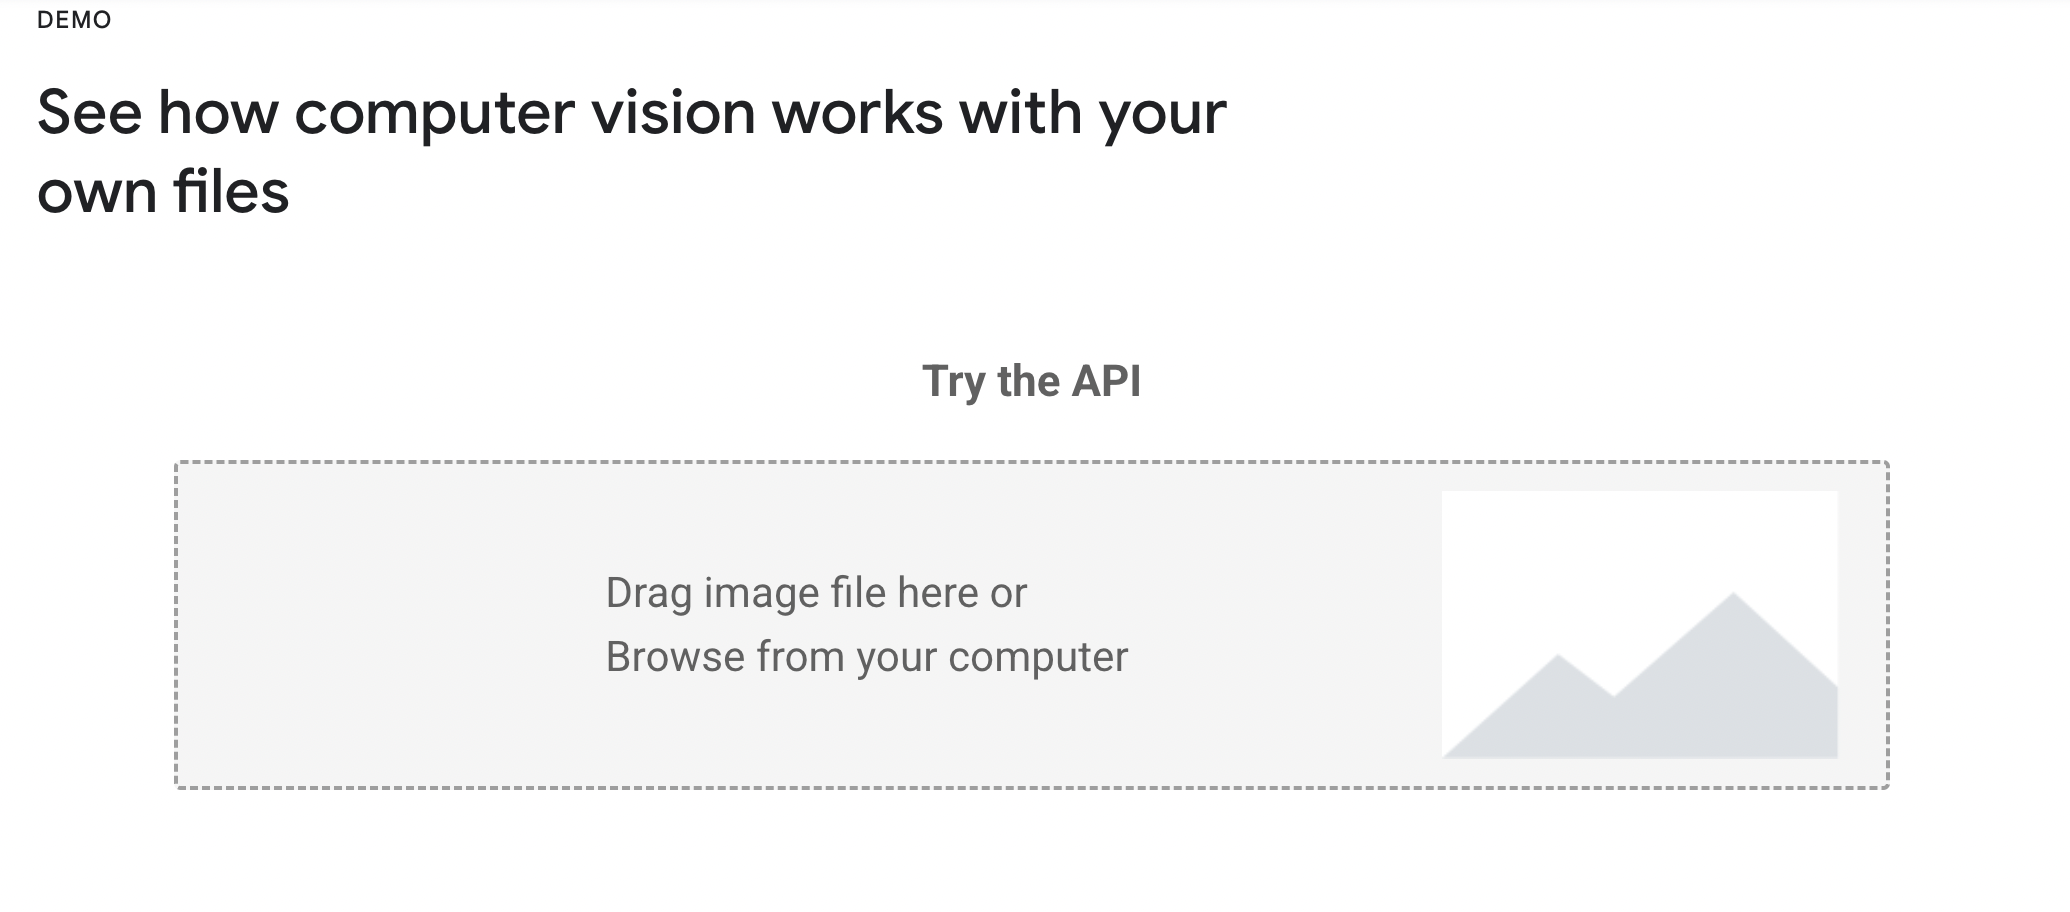 DEMO
See how computer vision works with your
own files
Try the API
Drag image file here or
Browse from your computer